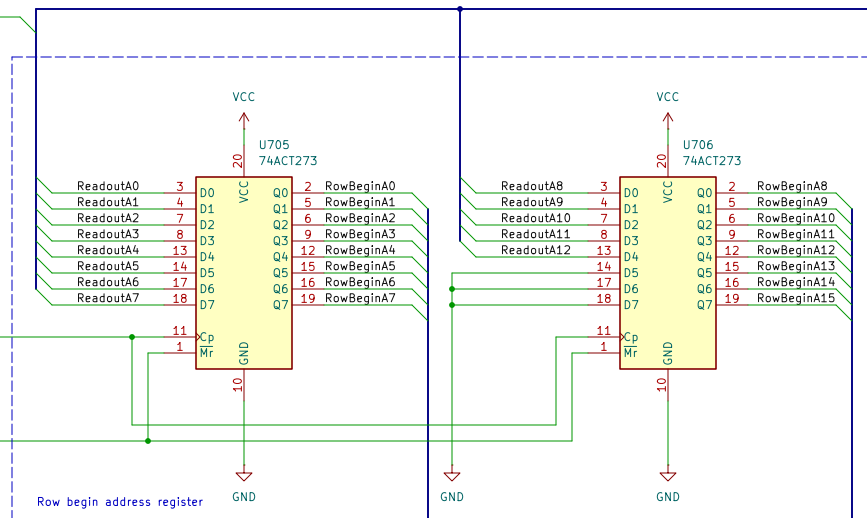 VCC
VCC
U705
74ACT273
U706
74ACT273
20
VCC
20
VCC
ReadoutA0 3 D0 Q0 2 RowBeginA0
ReadoutA1 4 D1 Q1 5 RowBeginA1
ReadoutA2 7 D2 Q2 6 RowBeginA2
ReadoutA3 8 D3 Q3 9 RowBeginA3
ReadoutA4 13 D4 Q4 12 RowBeginA4
ReadoutA5 14 D5 Q5 15 RowBeginA5
ReadoutA6 17 D6 Q6 16 RowBeginA6
ReadoutA7 18 D7 Q7 19 RowBeginA7
11 Cp
1 Mr
GND
10
GND
ReadoutA8 3 D0 Q0 2 RowBeginA8
ReadoutA9 4 D1 Q1 5 RowBeginA9
ReadoutA10 7 D2 Q2 6 RowBeginA10
ReadoutA11 8 D3 Q3 9 RowBeginA11
ReadoutA12 13 D4 Q4 12 RowBeginA12
14 D5 Q5 15 RowBeginA13
17 D6 Q6 16 RowBeginA14
18 D7 Q7 19 RowBeginA15
11 Cp
1 Mr
GND
10
GND
GND
Row begin address register